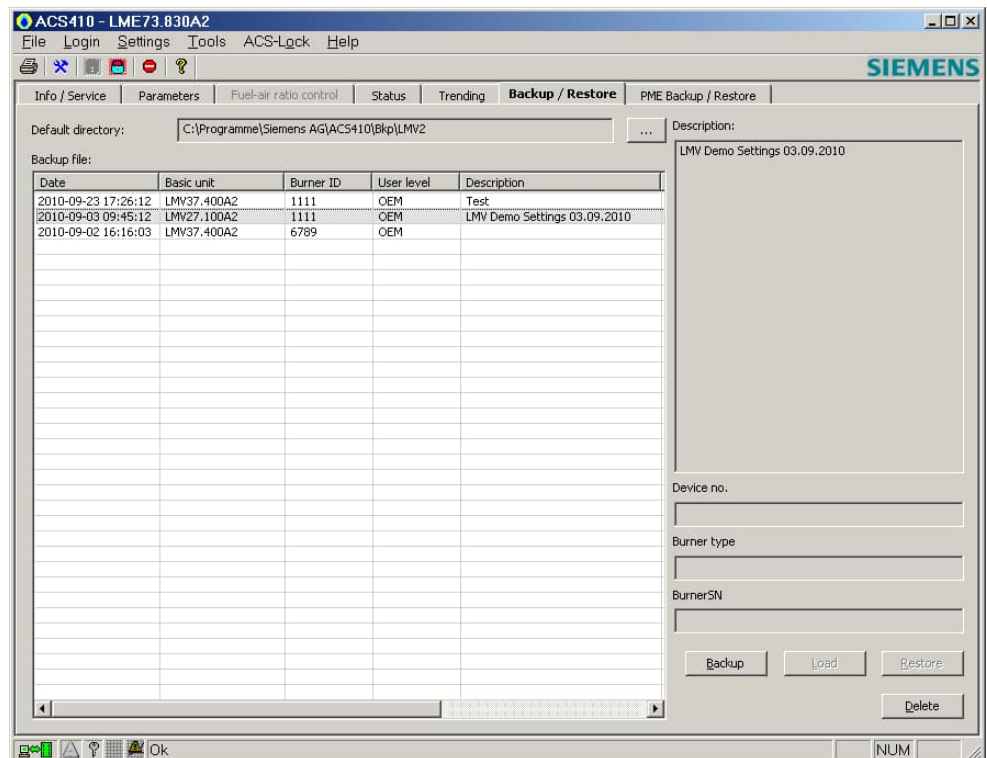 ACS410 - LME73.830A2
File Login Settings Tools ACS-Lock Help
SIEMENS
Info / Service Parameters Fuel-air ratio control Status Trending Backup / Restore PME Backup / Restore
Default directory: C:\Programme\Siemens AG\ACS410\Bkp\LMV2 ... Description:
LMV Demo Settings 03.09.2010
Backup file:
Date Basic unit Burner ID User level Description
2010-09-23 17:26:12 LMV37.400A2 1111 OEM Test
2010-09-03 09:45:12 LMV27.100A2 1111 OEM LMV Demo Settings 03.09.2010
2010-09-02 16:16:03 LMV37.400A2 6789 OEM
Device no.
Burner type
BurnerSN
Backup Load Restore
Delete
Ok NUM